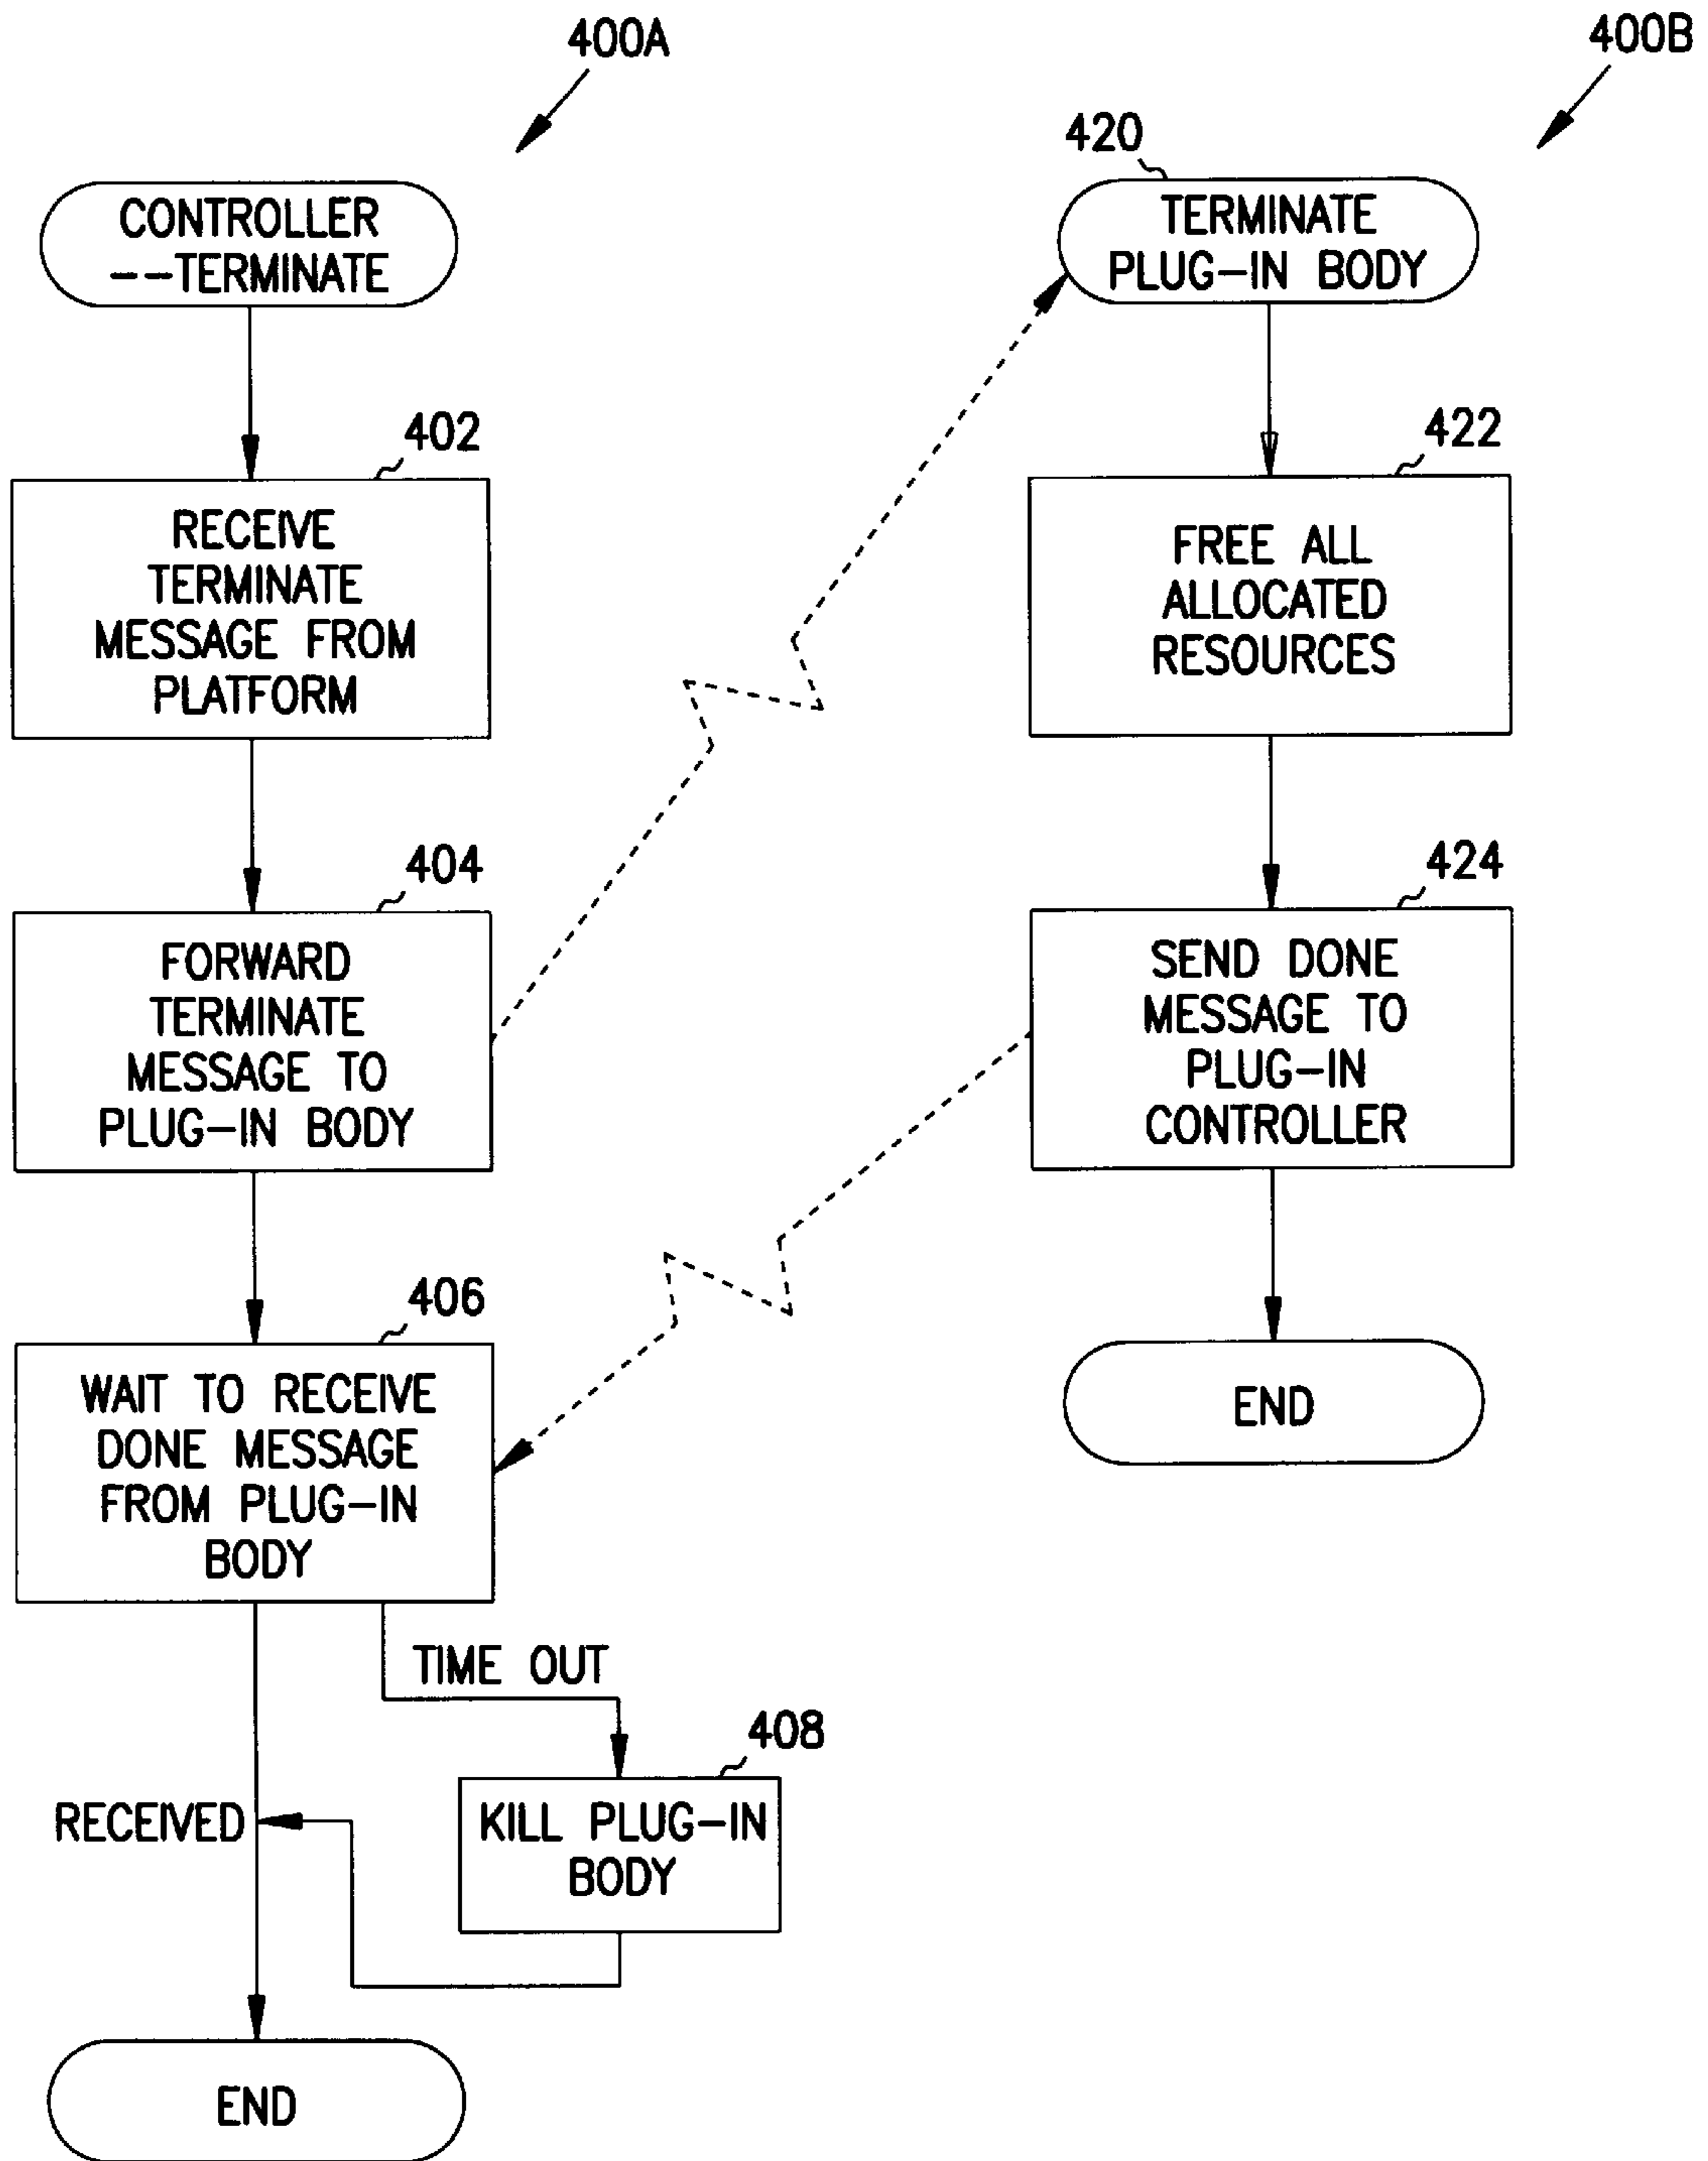 400A
CONTROLLER
--TERMINATE
402
RECEIVE
TERMINATE
MESSAGE FROM
PLATFORM
404
FORWARD
TERMINATE
MESSAGE TO
PLUG-IN BODY
406
WAIT TO RECEIVE
DONE MESSAGE
FROM PLUG-IN
BODY
TIME OUT
408
KILL PLUG-IN
BODY
RECEIVED
END
400B
420
TERMINATE
PLUG-IN BODY
422
FREE ALL
ALLOCATED
RESOURCES
424
SEND DONE
MESSAGE TO
PLUG-IN
CONTROLLER
END